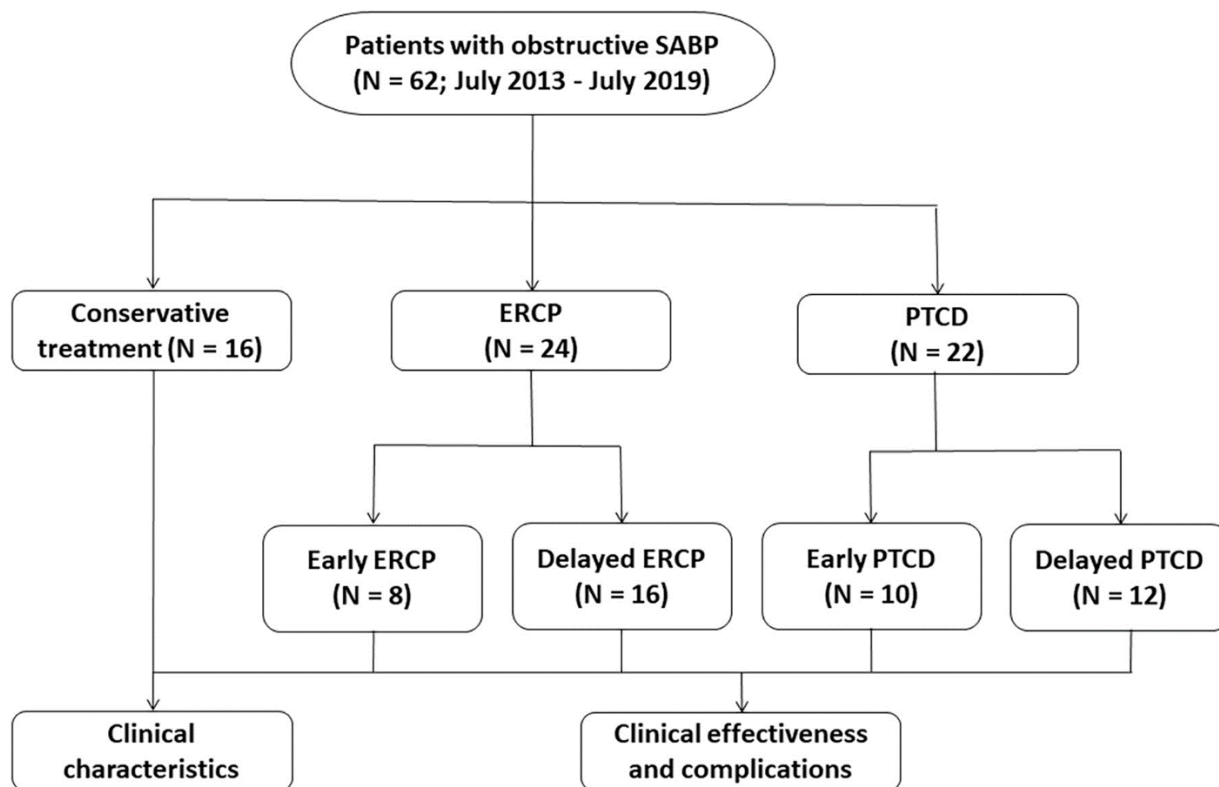 Patients with obstructive SABP
(N = 62; July 2013 - July 2019)
Conservative
treatment (N = 16)
ERCP
(N = 24)
PTCD
(N = 22)
Early ERCP
(N = 8)
Delayed ERCP
(N = 16)
Early PTCD
(N = 10)
Delayed PTCD
(N = 12)
Clinical
characteristics
Clinical effectiveness
and complications